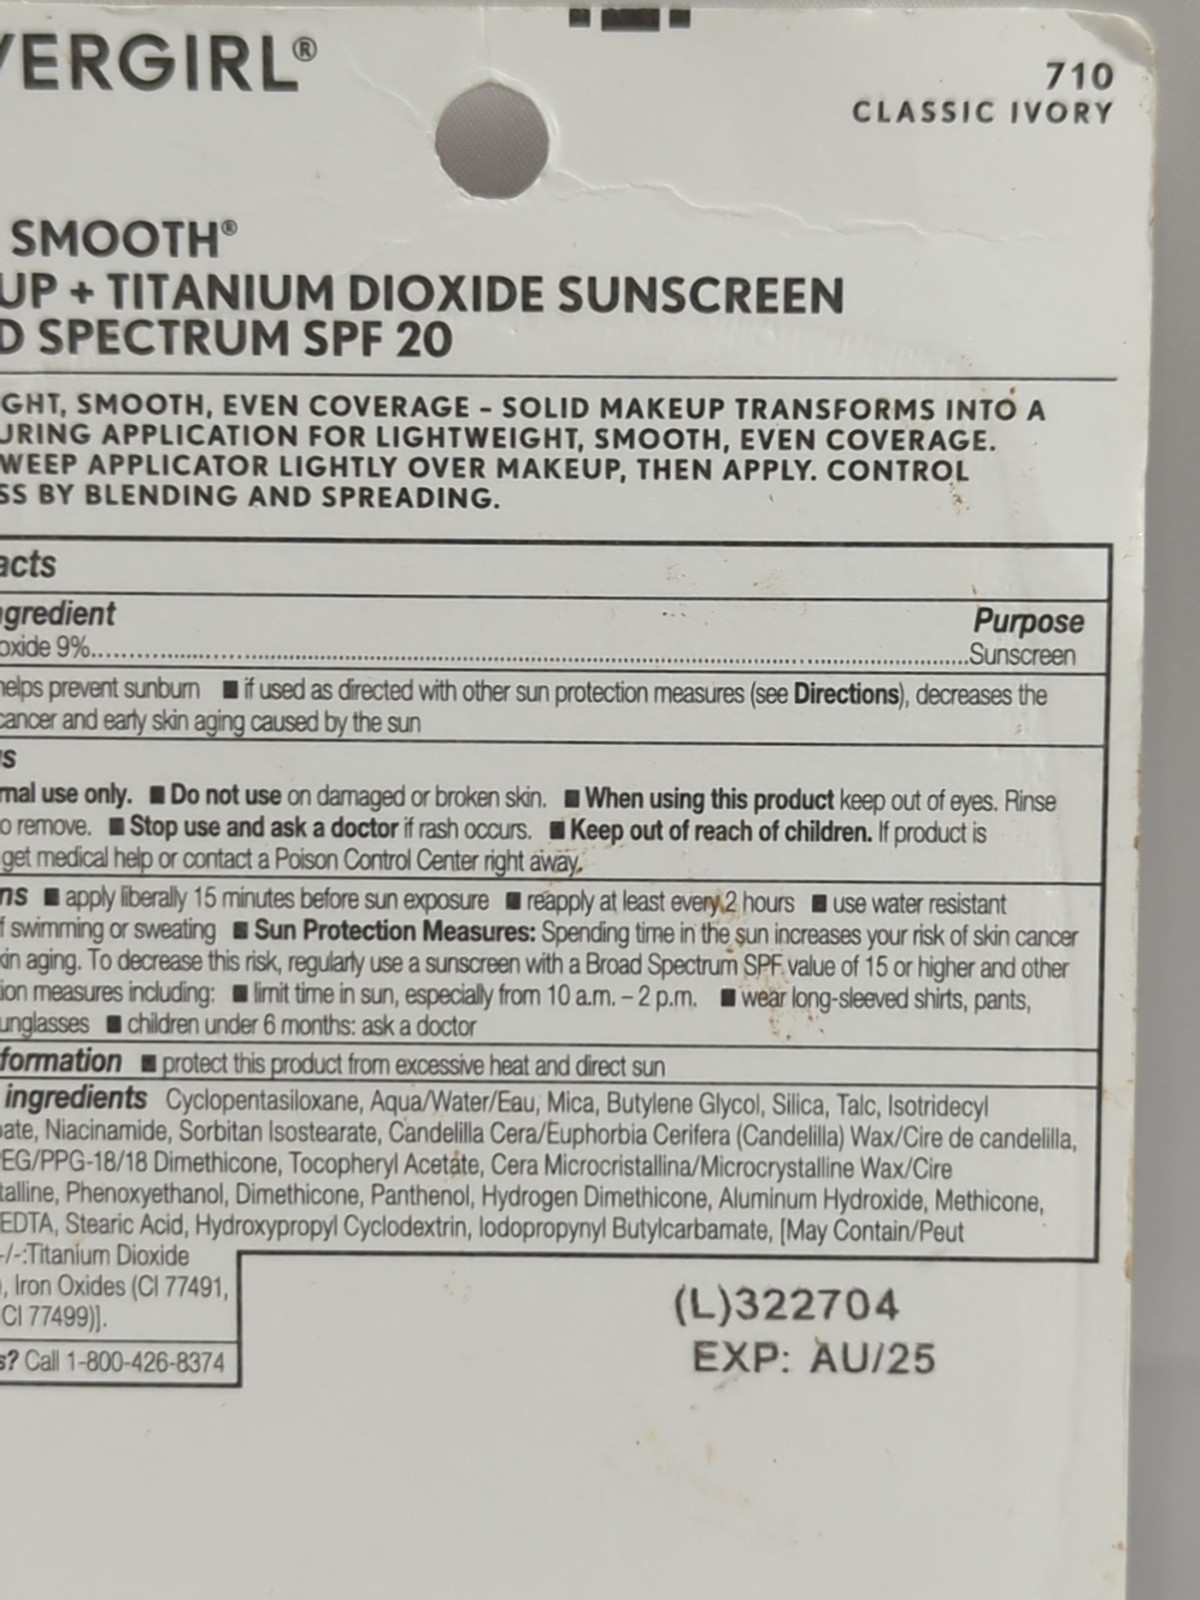 VERGIRL®
710
CLASSIC IVORY
SMOOTH®
UP + TITANIUM DIOXIDE SUNSCREEN
D SPECTRUM SPF 20
GHT, SMOOTH, EVEN COVERAGE – SOLID MAKEUP TRANSFORMS INTO A
URING APPLICATION FOR LIGHTWEIGHT, SMOOTH, EVEN COVERAGE.
WEEP APPLICATOR LIGHTLY OVER MAKEUP, THEN APPLY. CONTROL
SS BY BLENDING AND SPREADING.
acts
ngredient Purpose
oxide 9%..........Sunscreen
helps prevent sunburn ■ if used as directed with other sun protection measures (see Directions), decreases the
cancer and early skin aging caused by the sun
s
rnal use only. ■ Do not use on damaged or broken skin. ■ When using this product keep out of eyes. Rinse
o remove. ■ Stop use and ask a doctor if rash occurs. ■ Keep out of reach of children. If product is
get medical help or contact a Poison Control Center right away.
ns ■ apply liberally 15 minutes before sun exposure ■ reapply at least every 2 hours ■ use water resistant
f swimming or sweating ■ Sun Protection Measures: Spending time in the sun increases your risk of skin cancer
kin aging. To decrease this risk, regularly use a sunscreen with a Broad Spectrum SPF value of 15 or higher and other
ion measures including: ■ limit time in sun, especially from 10 a.m. – 2 p.m. ■ wear long-sleeved shirts, pants,
unglasses ■ children under 6 months: ask a doctor
formation ■ protect this product from excessive heat and direct sun
ingredients Cyclopentasiloxane, Aqua/Water/Eau, Mica, Butylene Glycol, Silica, Talc, Isotridecyl
ate, Niacinamide, Sorbitan Isostearate, Candelilla Cera/Euphorbia Cerifera (Candelilla) Wax/Cire de candelilla,
EG/PPG-18/18 Dimethicone, Tocopheryl Acetate, Cera Microcristallina/Microcrystalline Wax/Cire
talline, Phenoxyethanol, Dimethicone, Panthenol, Hydrogen Dimethicone, Aluminum Hydroxide, Methicone,
EDTA, Stearic Acid, Hydroxypropyl Cyclodextrin, Iodopropynyl Butylcarbamate, [May Contain/Peut
-/-:Titanium Dioxide
), Iron Oxides (CI 77491,
CI 77499)].
s? Call 1-800-426-8374
(L)322704
EXP: AU/25